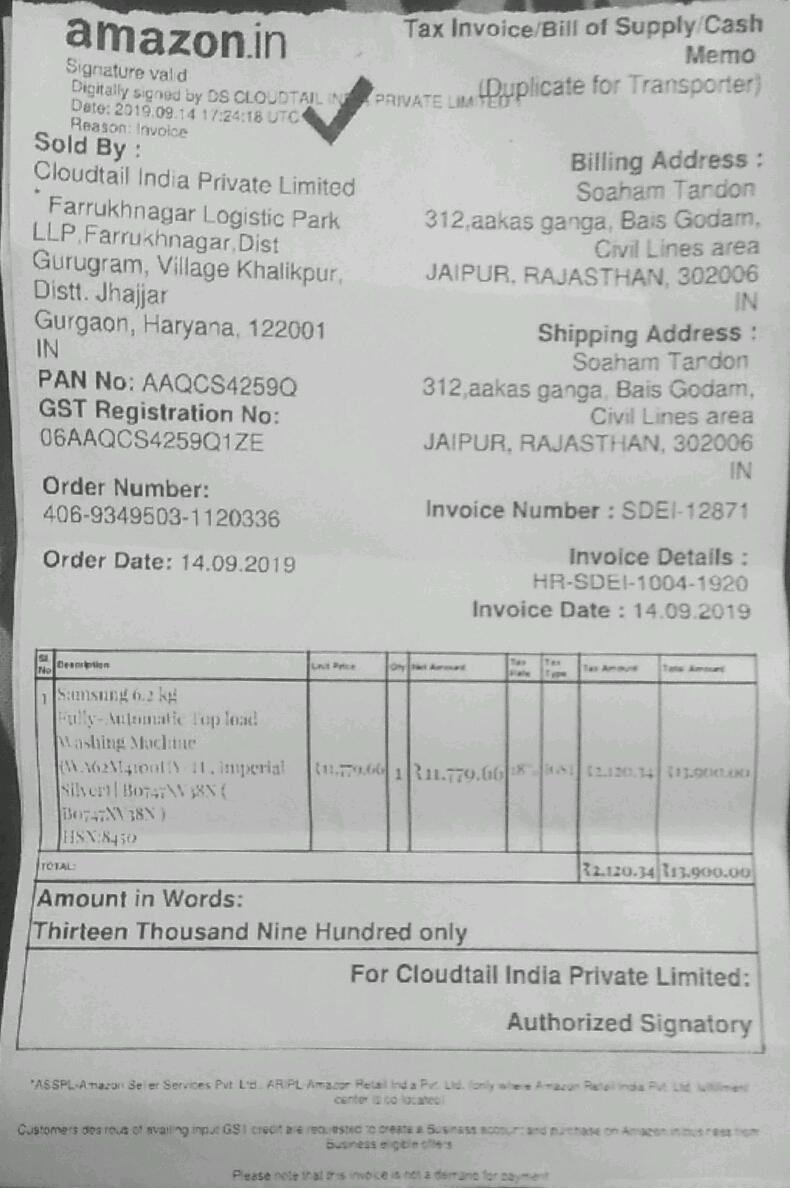 amazon.in
Tax Invoice/Bill of Supply/Cash
Memo
(Duplicate for Transporter)
Signature valid
Digitally signed by DS CLOUDTAIL INDIA PRIVATE LIMITED
Date: 2019.09.14 17:24:18 UTC
Reason: Invoice
Sold By :
Cloudtail India Private Limited
* Farrukhnagar Logistic Park
LLP,Farrukhnagar,Dist
Gurugram, Village Khalikpur,
Distt. Jhajjar
Gurgaon, Haryana, 122001
IN
PAN No: AAQCS4259Q
GST Registration No:
06AAQCS4259Q1ZE
Order Number:
406-9349503-1120336
Order Date: 14.09.2019
Billing Address :
Soaham Tandon
312,aakas ganga, Bais Godam,
Civil Lines area
JAIPUR, RAJASTHAN, 302006
IN
Shipping Address :
Soaham Tandon
312,aakas ganga, Bais Godam,
Civil Lines area
JAIPUR, RAJASTHAN, 302006
IN
Invoice Number : SDEI-12871
Invoice Details :
HR-SDEI-1004-1920
Invoice Date : 14.09.2019
Sl. No Description Unit Price Qty Net Amount Tax Rate Tax Type Tax Amount Total Amount
1 Samsung 6.2 kg
Fully-Automatic Top load
Washing Machine
imperial ₹11,779.66 1 ₹11,779.66 18% IGST ₹2,120.34 ₹13,900.00
Silver) | B0747XV38N (
B0747XV38N )
HSN:8450
TOTAL: ₹2,120.34 ₹13,900.00
Amount in Words:
Thirteen Thousand Nine Hundred only
For Cloudtail India Private Limited:
Authorized Signatory
*ASSPL-Amazon Seller Services Pvt. Ltd., ARIPL-Amazon Retail India Pvt. Ltd. (only where Amazon Retail India Pvt. Ltd. fulfillment
center is co-located)
Customers desirous of availing input GST credit are requested to create a Business account and purchase on Amazon.in/business from
Business eligible offers
Please note that this invoice is not a demand for payment